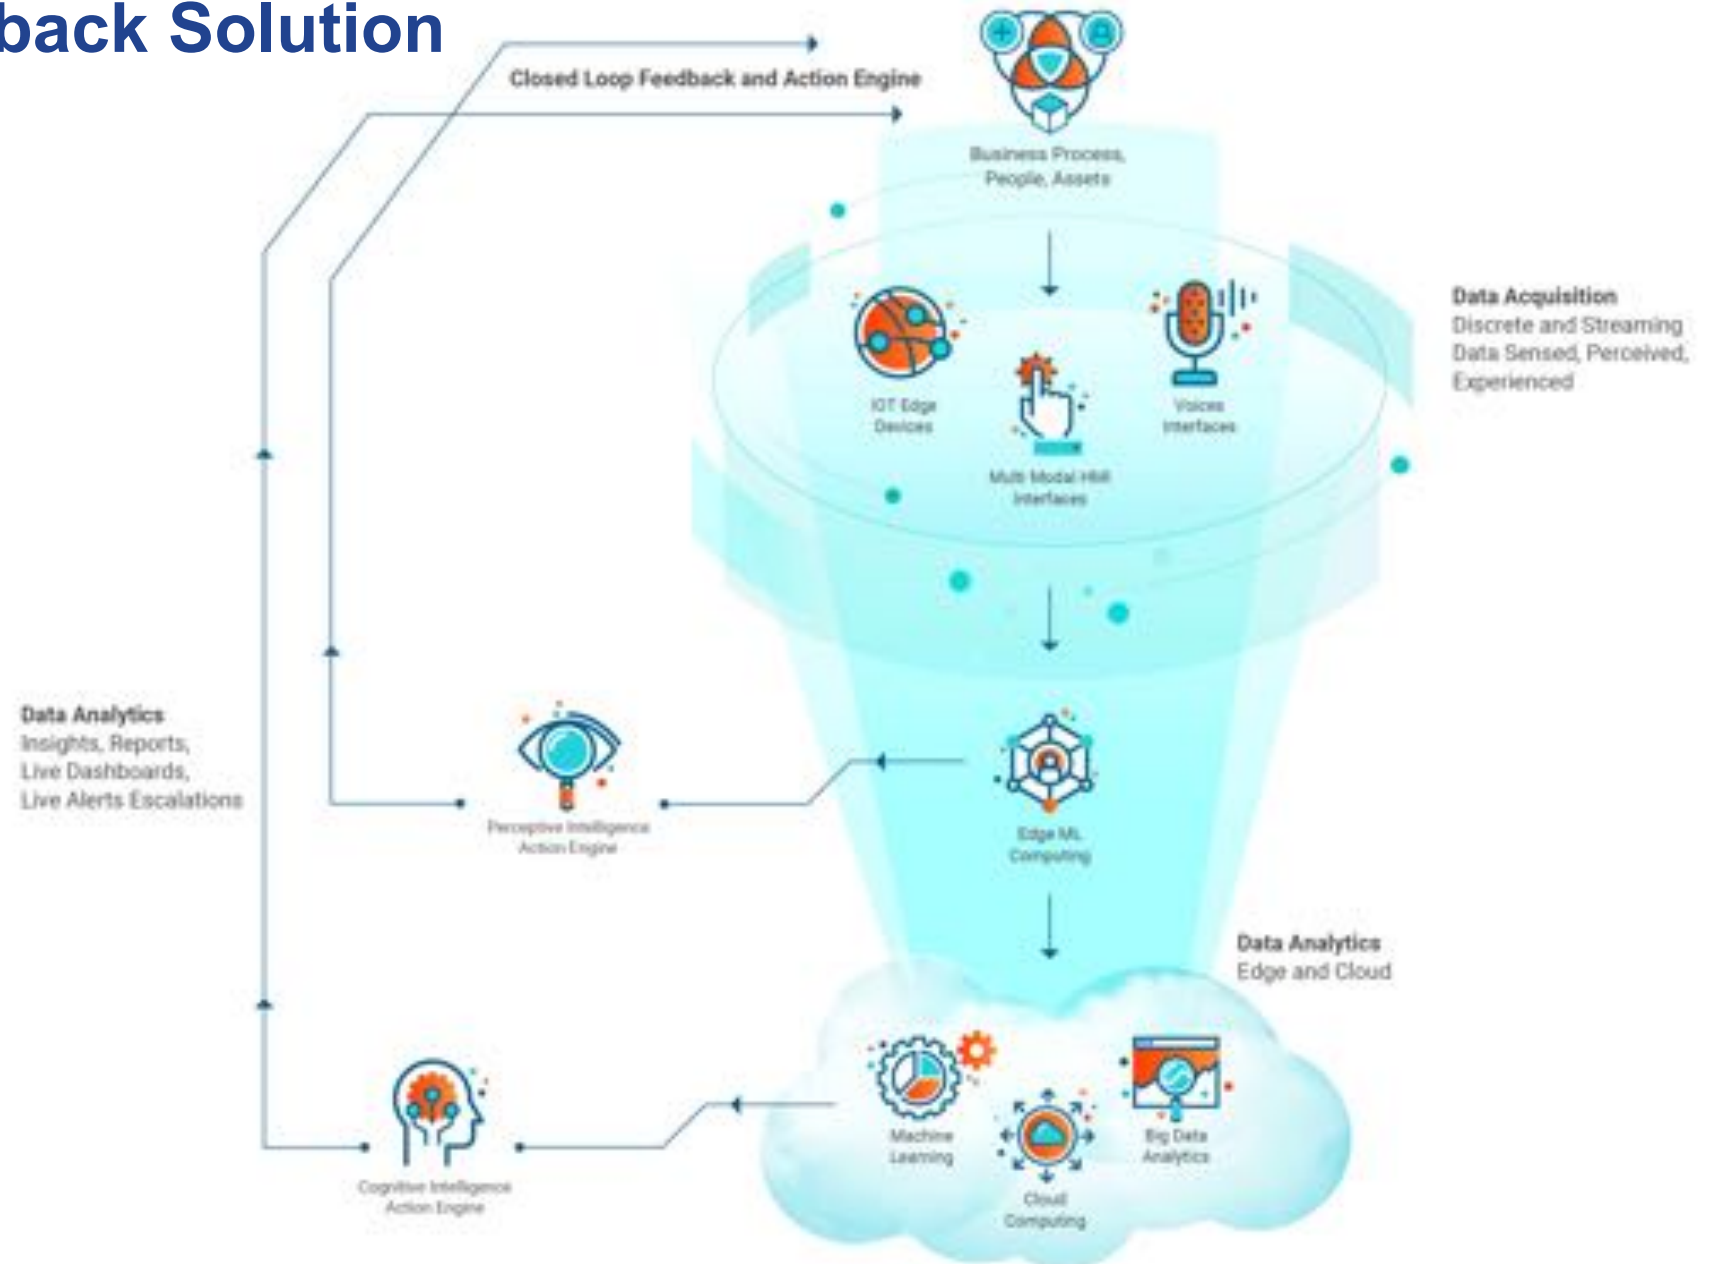 back Solution
Closed Loop Feedback and Action Engine
Business Process,
People, Assets
Data Acquisition
Discrete and Streaming
Data Sensed, Perceived,
Experienced
IOT Edge
Devices
Voices
Interfaces
Multi Modal HMI
Interfaces
Data Analytics
Insights, Reports,
Live Dashboards,
Live Alerts Escalations
Perceptive Intelligence
Action Engine
Edge ML
Computing
Data Analytics
Edge and Cloud
Machine
Learning
Big Data
Analytics
Cloud
Computing
Cognitive Intelligence
Action Engine